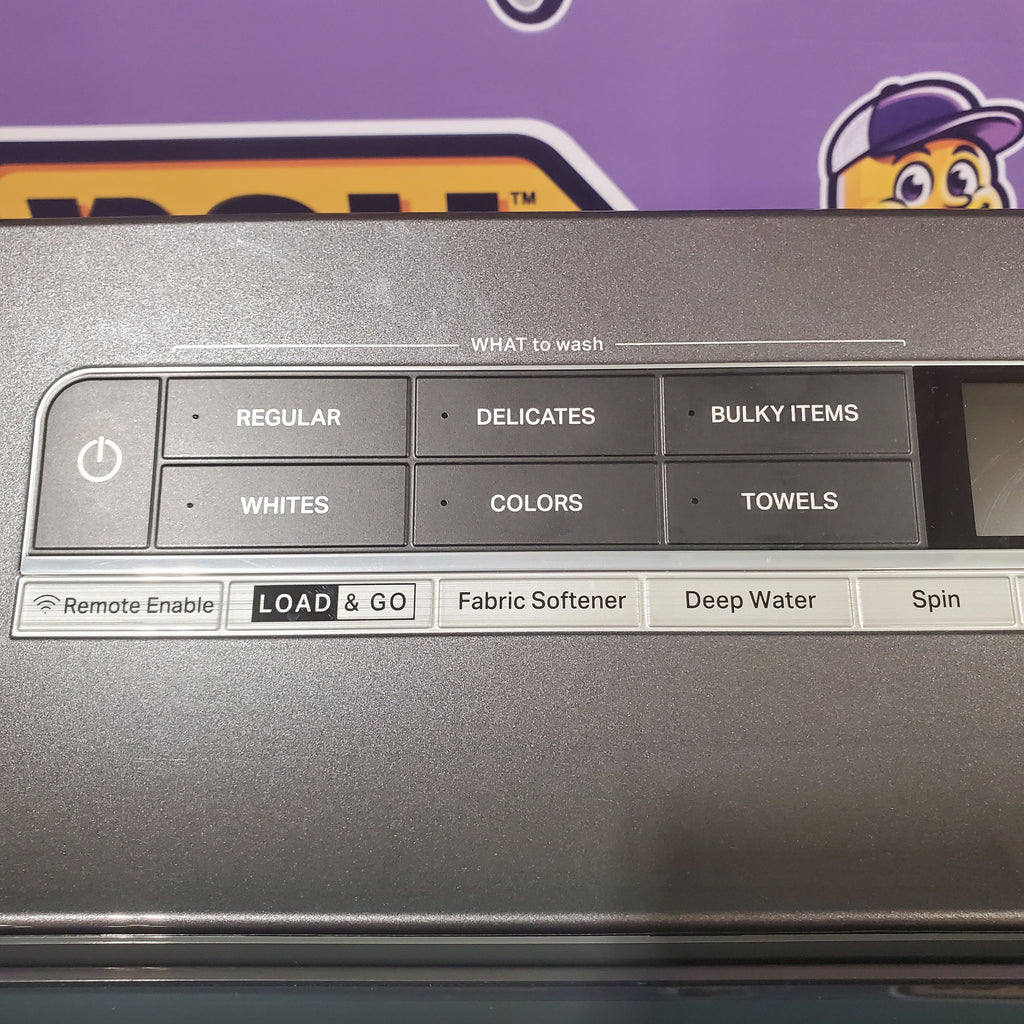 TM
WHAT to wash
REGULAR
DELICATES
BULKY ITEMS
WHITES
COLORS
TOWELS
Remote Enable
LOAD & GO
Fabric Softener
Deep Water
Spin